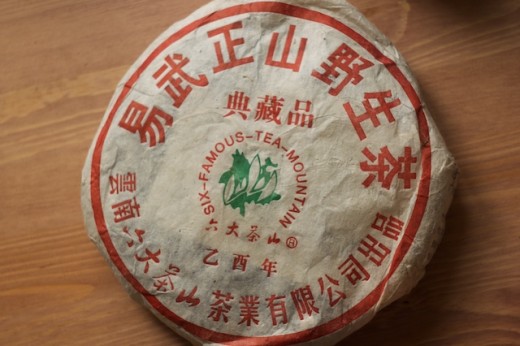 易武正山野生茶
典藏品
SIX-FAMOUS-TEA-MOUNTAIN
六大茶山®
乙酉年
雲南六大茶山茶業有限公司出品